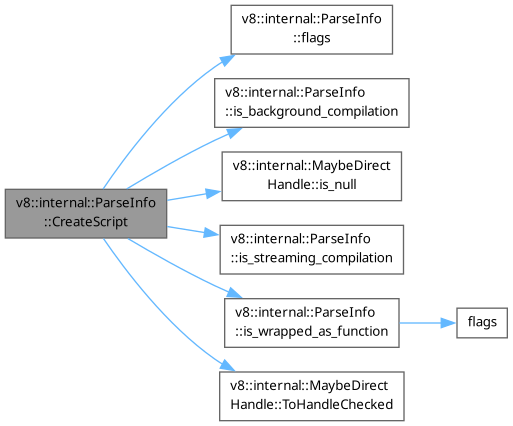 v8::internal::ParseInfo
::flags
v8::internal::ParseInfo
::is_background_compilation
v8::internal::MaybeDirect
Handle::is_null
v8::internal::ParseInfo
::CreateScript
v8::internal::ParseInfo
::is_streaming_compilation
v8::internal::ParseInfo
::is_wrapped_as_function
flags
v8::internal::MaybeDirect
Handle::ToHandleChecked